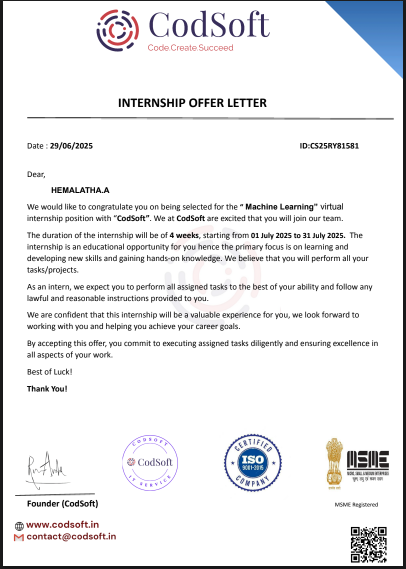 CodSoft
Code.Create.Succeed
INTERNSHIP OFFER LETTER
Date : 29/06/2025 ID:CS25RY81581
Dear,
HEMALATHA.A
We would like to congratulate you on being selected for the “ Machine Learning" virtual
internship position with “CodSoft”. We at CodSoft are excited that you will join our team.
The duration of the internship will be of 4 weeks, starting from 01 July 2025 to 31 July 2025. The
internship is an educational opportunity for you hence the primary focus is on learning and
developing new skills and gaining hands-on knowledge. We believe that you will perform all your
tasks/projects.
As an intern, we expect you to perform all assigned tasks to the best of your ability and follow any
lawful and reasonable instructions provided to you.
We are confident that this internship will be a valuable experience for you, we look forward to
working with you and helping you achieve your career goals.
By accepting this offer, you commit to executing assigned tasks diligently and ensuring excellence in
all aspects of your work.
Best of Luck!
Thank You!
CODSOFT
CodSoft
IT SERVICE
CERTIFIED
ISO
9001-2015
COMPANY
MSME
MICRO, SMALL & MEDIUM ENTERPRISES
Founder (CodSoft)
MSME Registered
www.codsoft.in
contact@codsoft.in